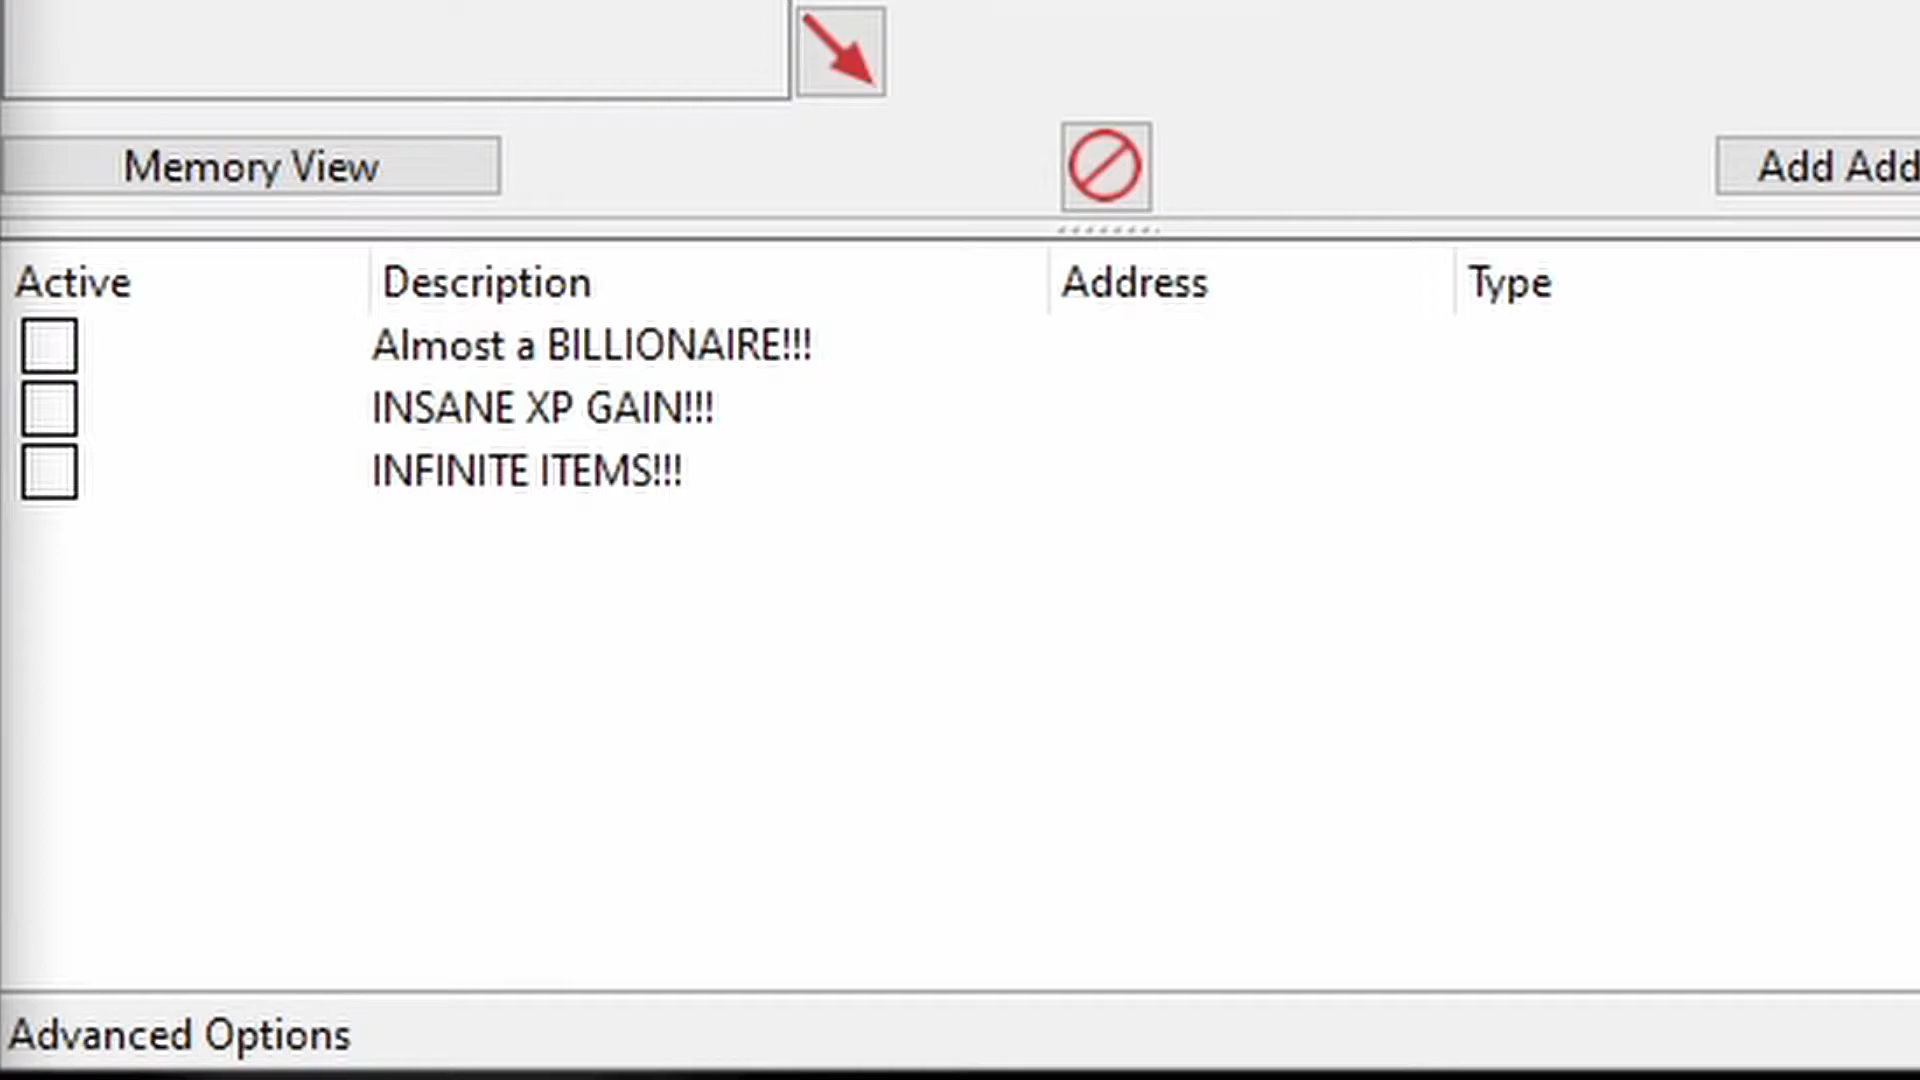 Memory View
Add Add
Active Description Address Type
Almost a BILLIONAIRE!!!
INSANE XP GAIN!!!
INFINITE ITEMS!!!
Advanced Options